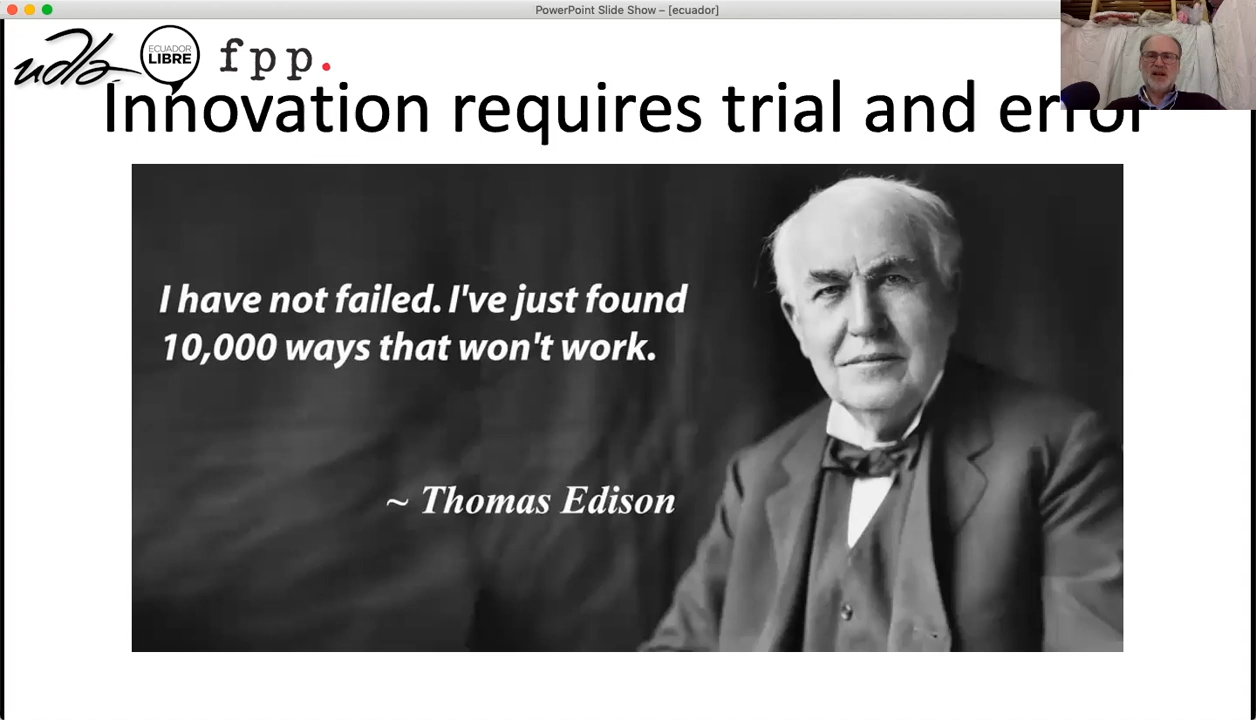 PowerPoint Slide Show – [ecuador]
udla
ECUADOR
LIBRE
fpp.
Innovation requires trial and error
I have not failed. I've just found
10,000 ways that won't work.
~ Thomas Edison